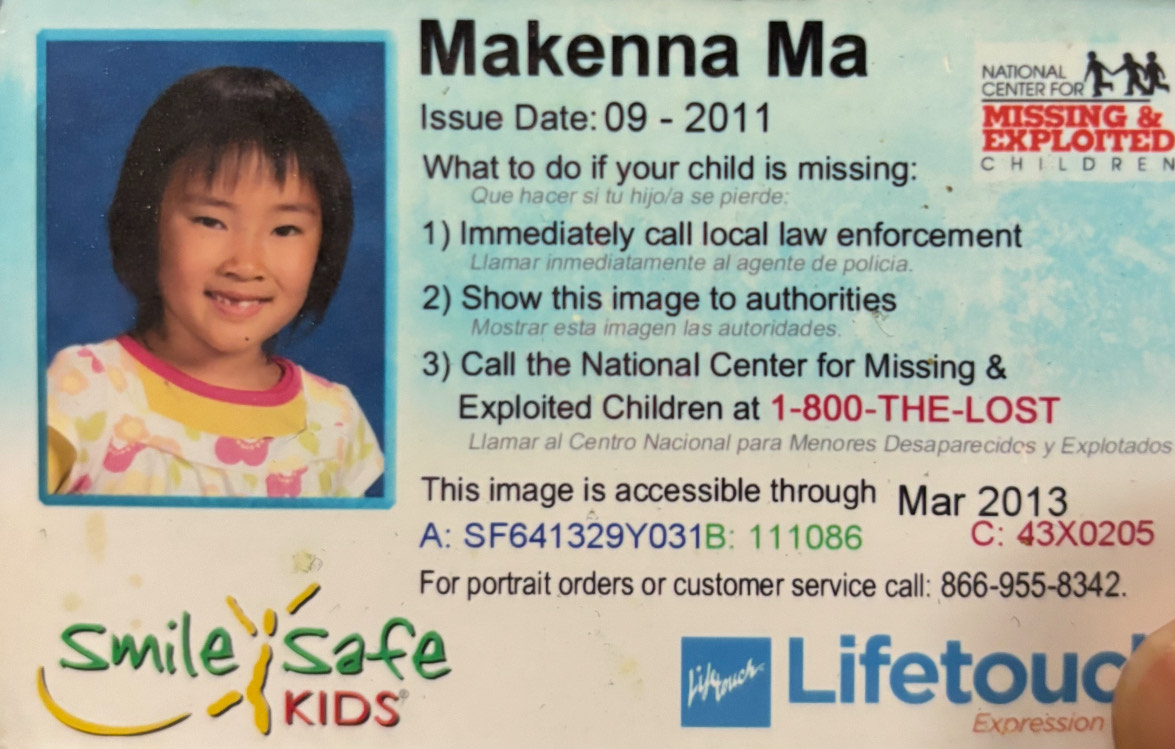 Makenna Ma
Issue Date: 09 - 2011
NATIONAL
CENTER FOR
MISSING &
EXPLOITED
CHILDREN
What to do if your child is missing:
Que hacer si tu hijo/a se pierde:
1) Immediately call local law enforcement
Llamar inmediatamente al agente de policia.
2) Show this image to authorities
Mostrar esta imagen las autoridades.
3) Call the National Center for Missing &
Exploited Children at 1-800-THE-LOST
Llamar al Centro Nacional para Menores Desaparecidos y Explotados
This image is accessible through Mar 2013
A: SF641329Y031B: 111086 C: 43X0205
For portrait orders or customer service call: 866-955-8342.
Smile Safe
KIDS®
Lifetouch
Lifetouc
Expression